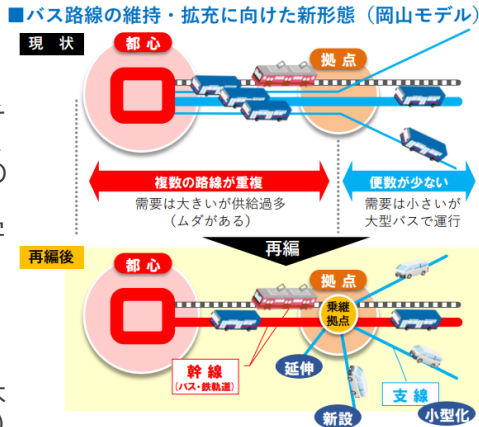 ■バス路線の維持・拡充に向けた新形態（岡山モデル）
現 状
都 心
拠 点
複数の路線が重複
便数が少ない
需要は大きいが供給過多
（ムダがある）
需要は小さいが
大型バスで運行
再編
再編後
都 心
拠 点
乗継
拠点
幹 線
(バス・鉄軌道)
延伸
新設
支 線
小型化